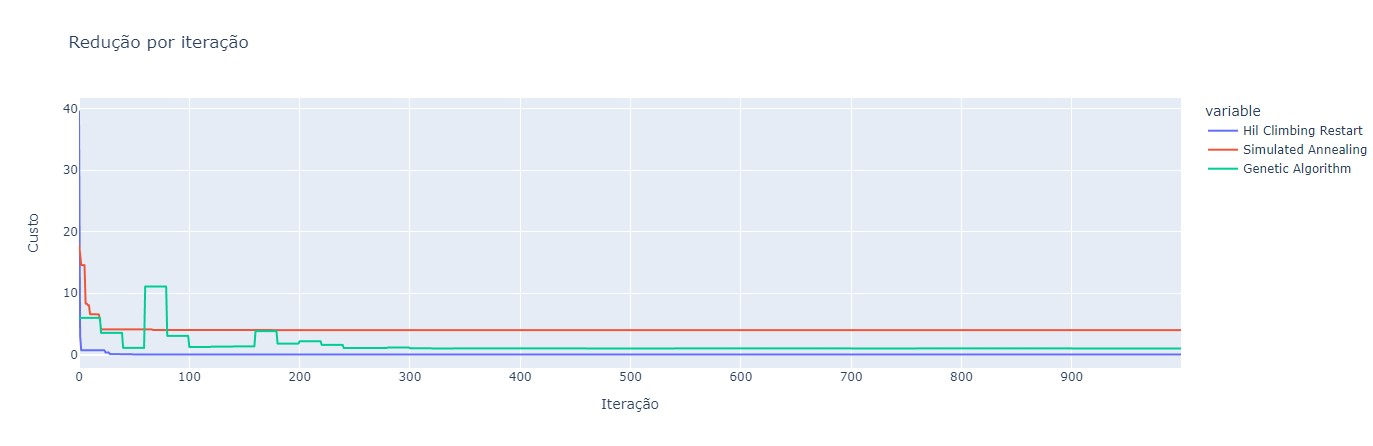 Redução por iteração
variable
Hil Climbing Restart
Simulated Annealing
Genetic Algorithm
Custo
40
30
20
10
0
0 100 200 300 400 500 600 700 800 900
Iteração